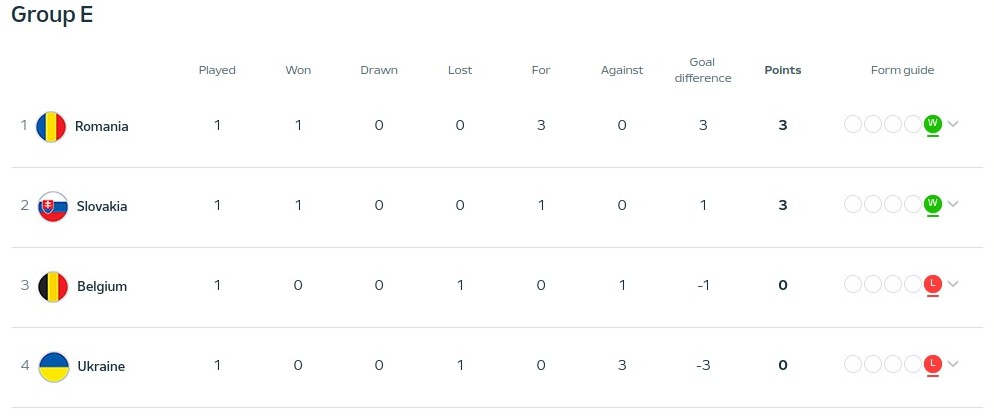 Group E
Played Won Drawn Lost For Against Goal difference Points Form guide
1 Romania 1 1 0 0 3 0 3 3 W
2 Slovakia 1 1 0 0 1 0 1 3 W
3 Belgium 1 0 0 1 0 1 -1 0 L
4 Ukraine 1 0 0 1 0 3 -3 0 L